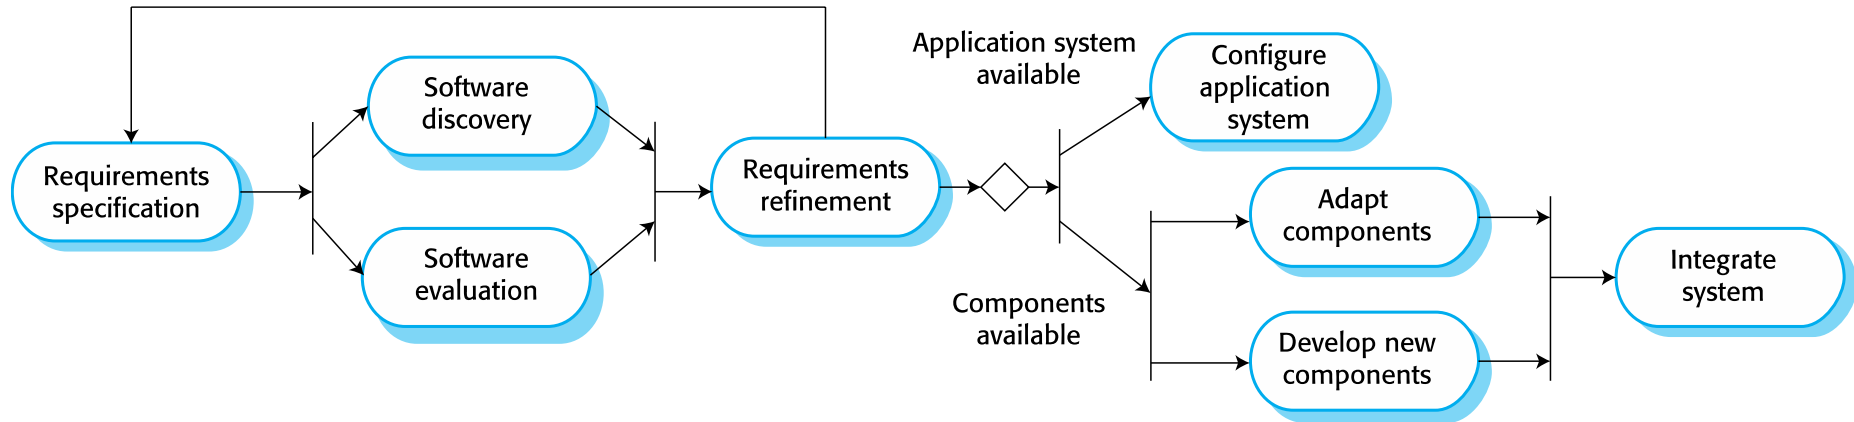 Requirements
specification
Software
discovery
Software
evaluation
Requirements
refinement
Application system
available
Configure
application
system
Components
available
Adapt
components
Develop new
components
Integrate
system